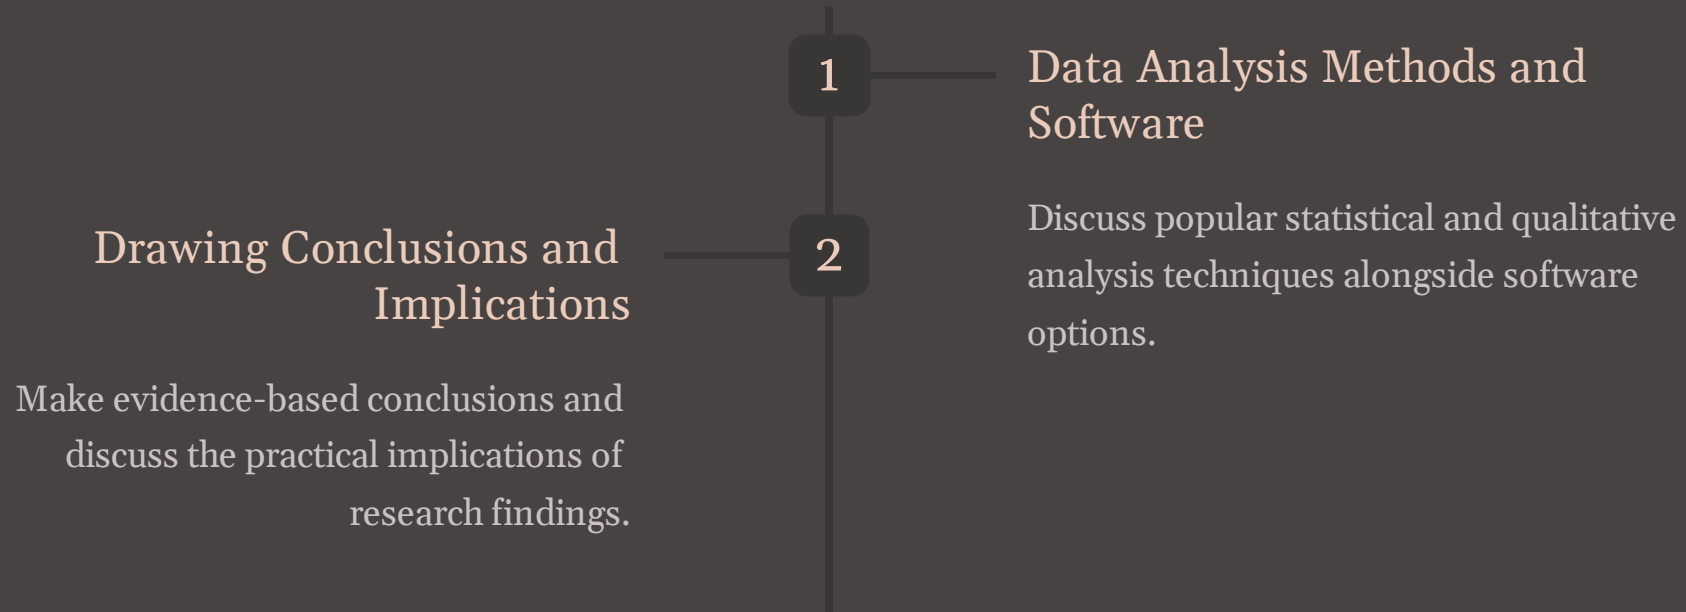 1
Data Analysis Methods and
Software
Discuss popular statistical and qualitative
analysis techniques alongside software
options.
2
Drawing Conclusions and
Implications
Make evidence-based conclusions and
discuss the practical implications of
research findings.